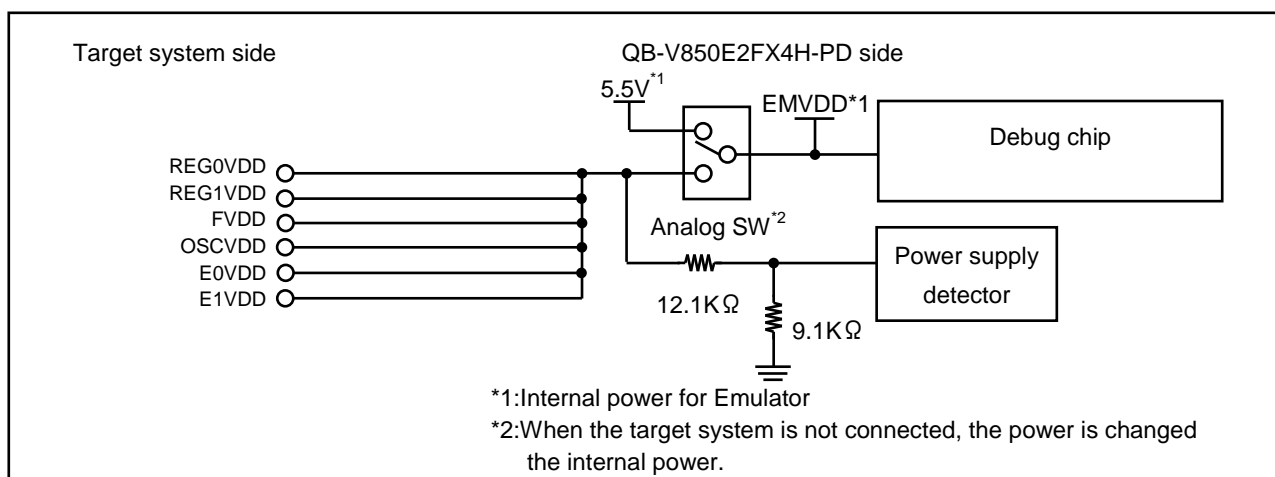 Target system side
QB-V850E2FX4H-PD side
5.5V*1
EMVDD*1
Debug chip
REG0VDD
REG1VDD
FVDD
OSCVDD
E0VDD
E1VDD
Analog SW*2
Power supply
detector
12.1KΩ
9.1KΩ
*1:Internal power for Emulator
*2:When the target system is not connected, the power is changed
the internal power.